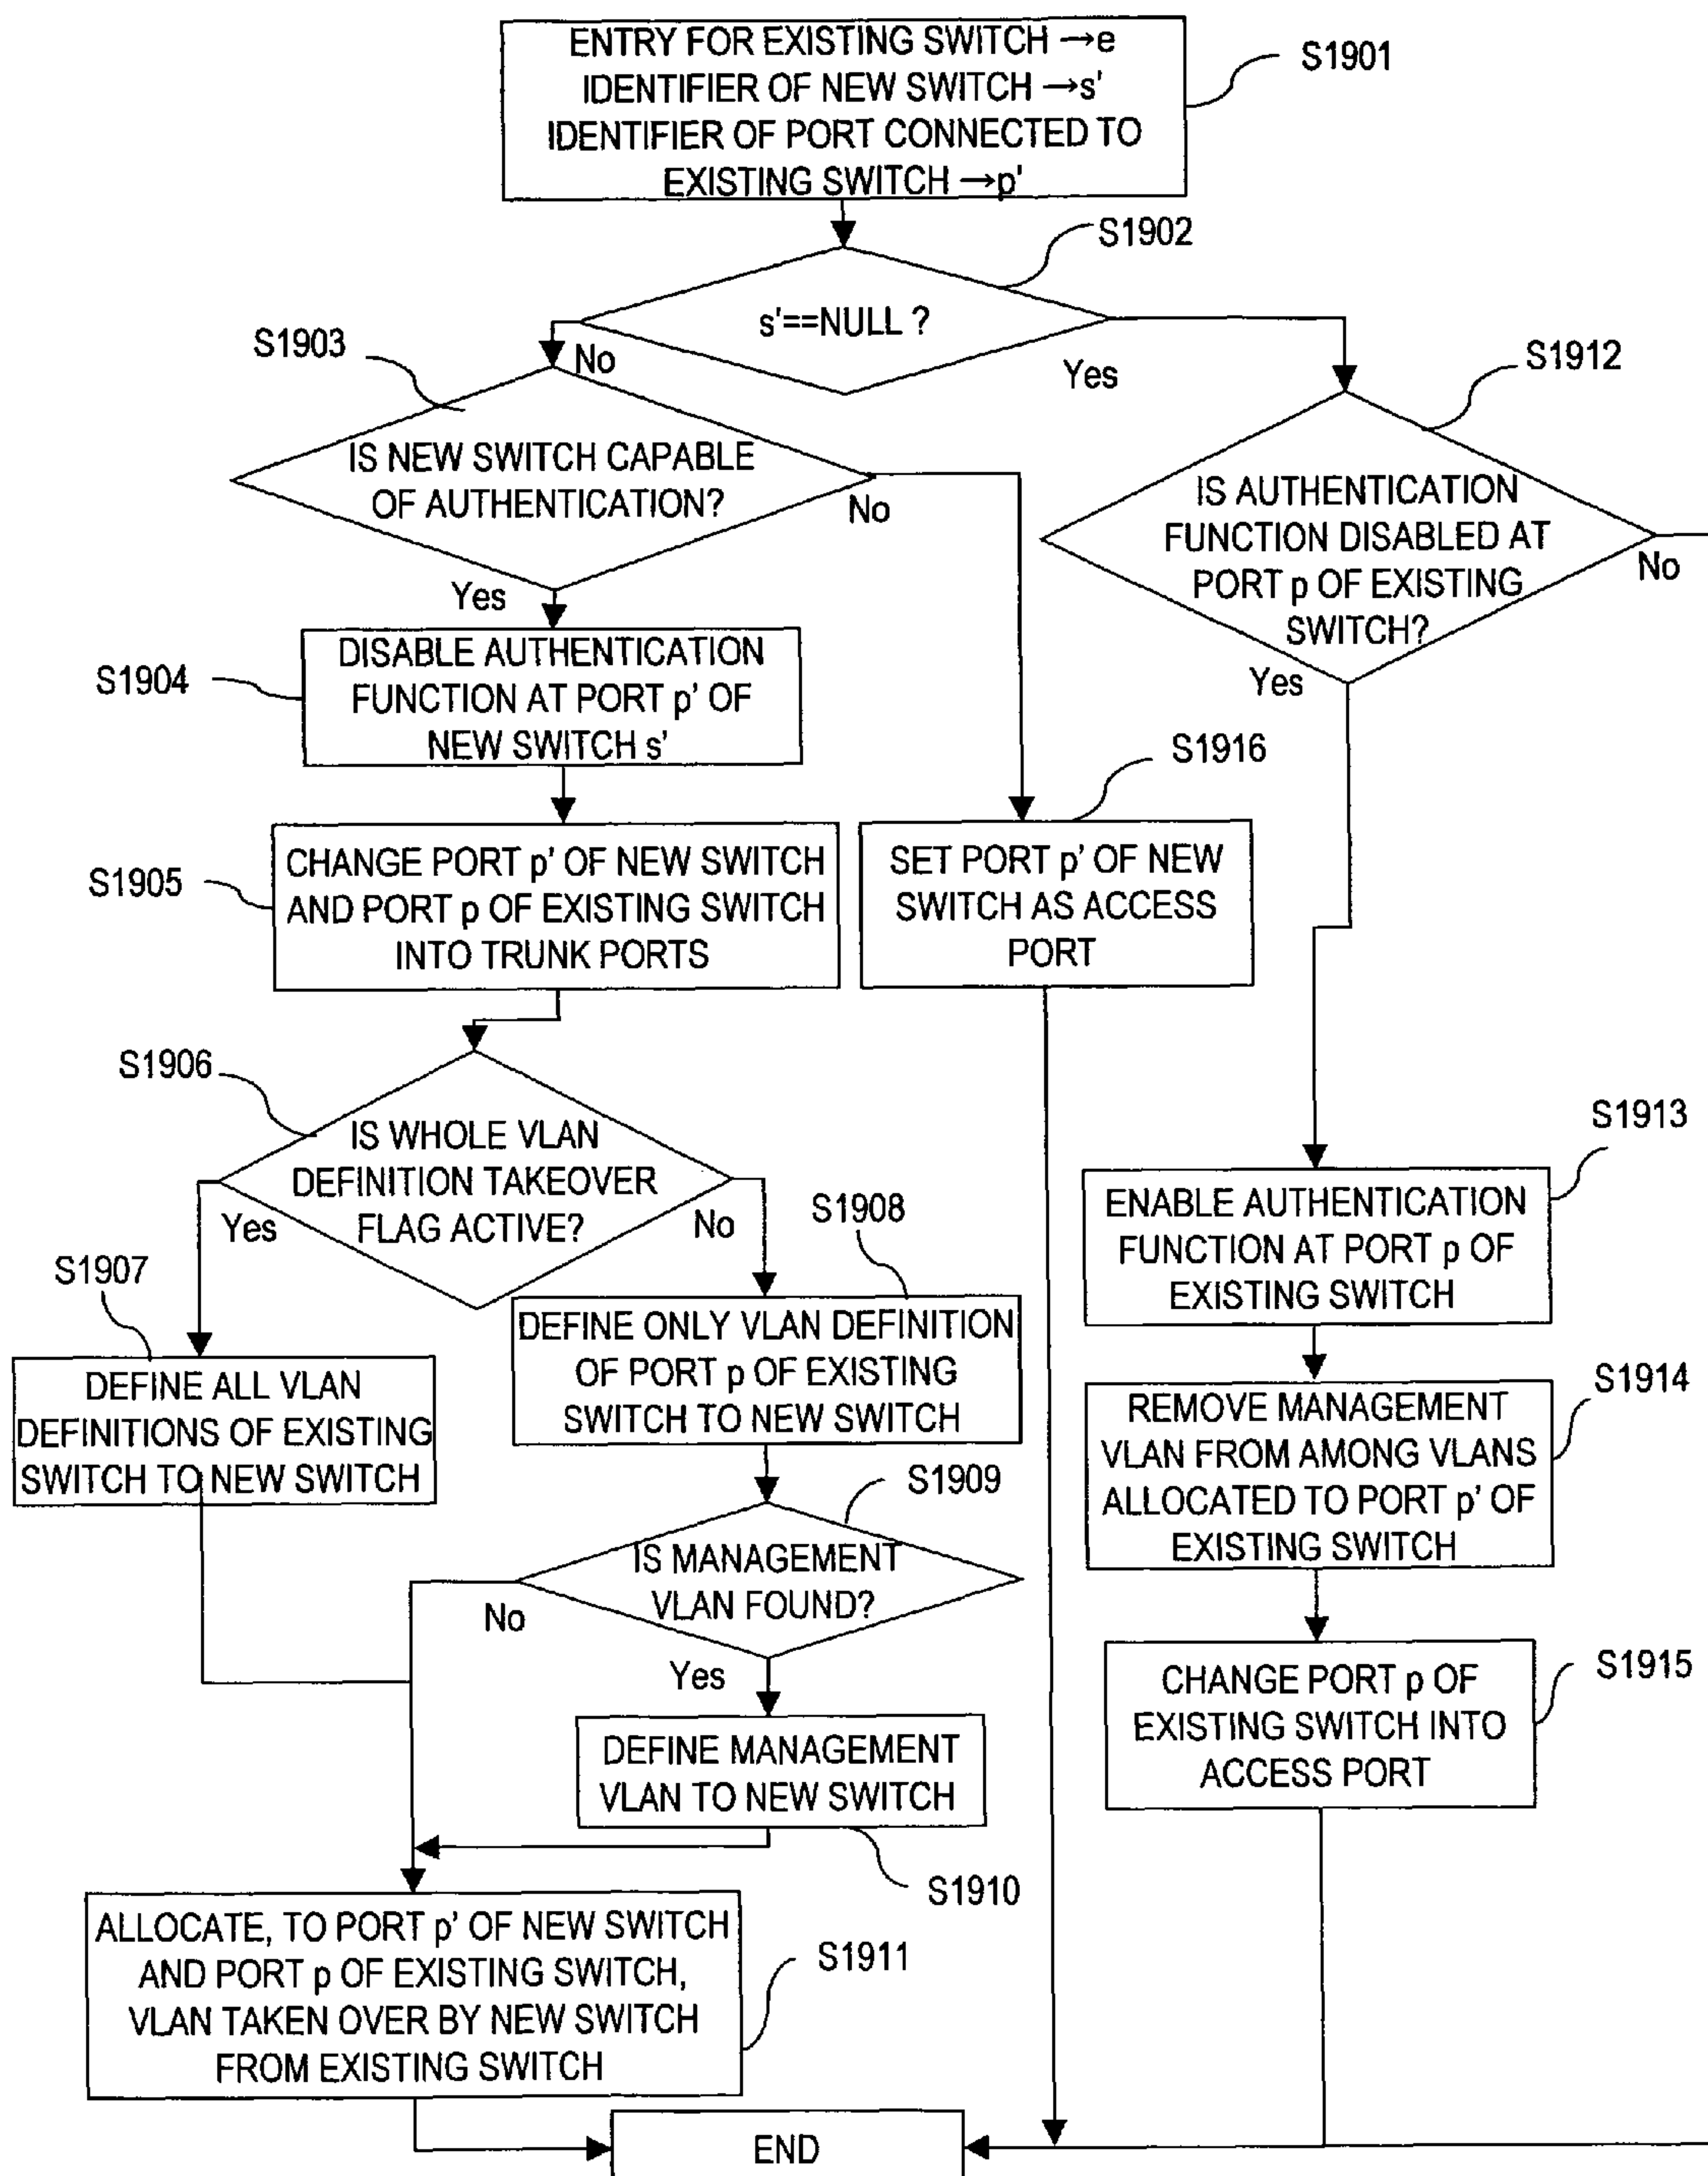 ENTRY FOR EXISTING SWITCH →e
IDENTIFIER OF NEW SWITCH →s'
IDENTIFIER OF PORT CONNECTED TO
EXISTING SWITCH →p'
S1901
S1902
s'==NULL ?
No
Yes
S1903
IS NEW SWITCH CAPABLE
OF AUTHENTICATION?
No
Yes
S1912
IS AUTHENTICATION
FUNCTION DISABLED AT
PORT p OF EXISTING
SWITCH?
No
Yes
S1904
DISABLE AUTHENTICATION
FUNCTION AT PORT p' OF
NEW SWITCH s'
S1916
SET PORT p' OF NEW
SWITCH AS ACCESS
PORT
S1905
CHANGE PORT p' OF NEW SWITCH
AND PORT p OF EXISTING SWITCH
INTO TRUNK PORTS
S1906
IS WHOLE VLAN
DEFINITION TAKEOVER
FLAG ACTIVE?
Yes
No
S1907
DEFINE ALL VLAN
DEFINITIONS OF EXISTING
SWITCH TO NEW SWITCH
S1908
DEFINE ONLY VLAN DEFINITION
OF PORT p OF EXISTING
SWITCH TO NEW SWITCH
S1913
ENABLE AUTHENTICATION
FUNCTION AT PORT p OF
EXISTING SWITCH
S1914
REMOVE MANAGEMENT
VLAN FROM AMONG VLANS
ALLOCATED TO PORT p' OF
EXISTING SWITCH
S1909
IS MANAGEMENT
VLAN FOUND?
No
Yes
S1915
CHANGE PORT p OF
EXISTING SWITCH INTO
ACCESS PORT
DEFINE MANAGEMENT
VLAN TO NEW SWITCH
S1910
ALLOCATE, TO PORT p' OF NEW SWITCH
AND PORT p OF EXISTING SWITCH,
VLAN TAKEN OVER BY NEW SWITCH
FROM EXISTING SWITCH
S1911
END